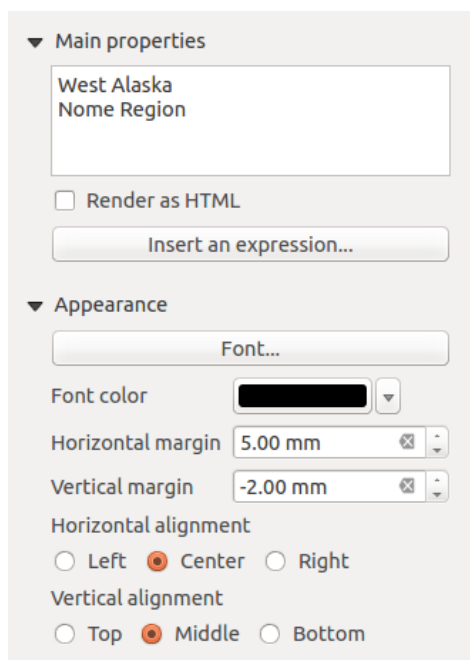 Main properties
West Alaska
Nome Region
Render as HTML
Insert an expression...
Appearance
Font...
Font color
Horizontal margin 5.00 mm
Vertical margin -2.00 mm
Horizontal alignment
Left Center Right
Vertical alignment
Top Middle Bottom